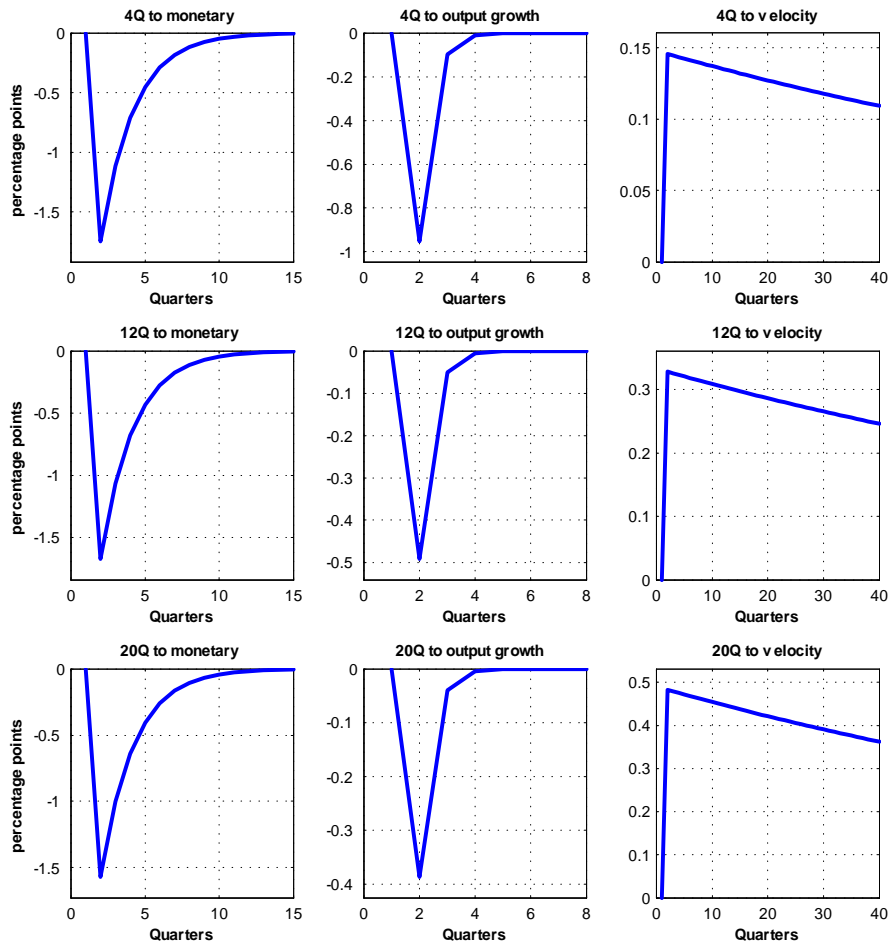 4Q to monetary
4Q to output growth
4Q to v elocity
percentage points
0
-0.5
-1
-1.5
0 5 10 15
Quarters
0
-0.2
-0.4
-0.6
-0.8
-1
0 2 4 6 8
Quarters
0.15
0.1
0.05
0
0 10 20 30 40
Quarters
12Q to monetary
12Q to output growth
12Q to v elocity
percentage points
0
-0.5
-1
-1.5
0 5 10 15
Quarters
0
-0.1
-0.2
-0.3
-0.4
-0.5
0 2 4 6 8
Quarters
0.3
0.2
0.1
0
0 10 20 30 40
Quarters
20Q to monetary
20Q to output growth
20Q to v elocity
percentage points
0
-0.5
-1
-1.5
0 5 10 15
Quarters
0
-0.1
-0.2
-0.3
-0.4
0 2 4 6 8
Quarters
0.5
0.4
0.3
0.2
0.1
0
0 10 20 30 40
Quarters